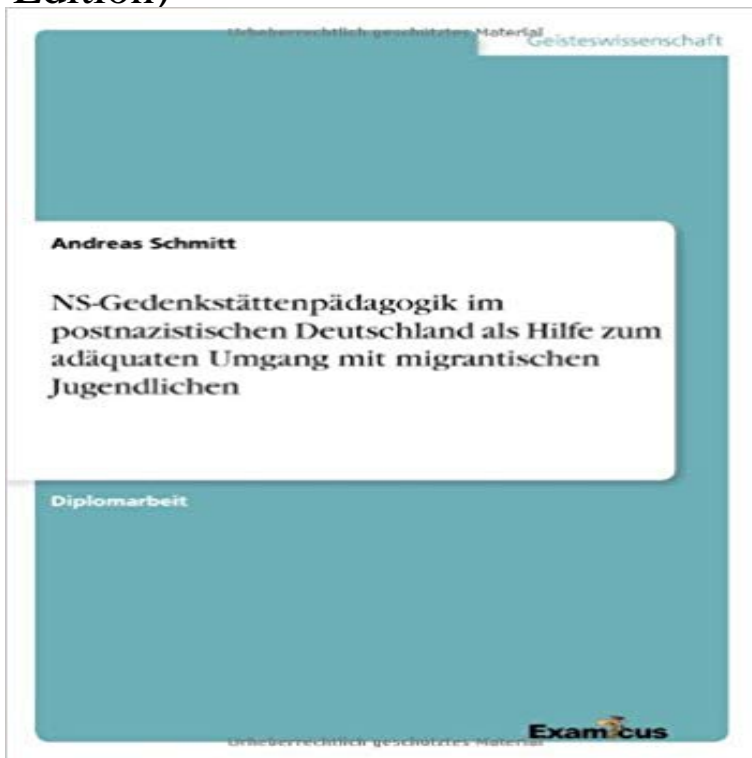 Edition)
Urheberrechtlich geschütztes Material
Geisteswissenschaft
Andreas Schmitt
NS-Gedenkstättenpädagogik im
postnazistischen Deutschland als Hilfe zum
adäquaten Umgang mit migrantischen
Jugendlichen
Diplomarbeit
Examicus
Urheberrechtlich geschütztes Material